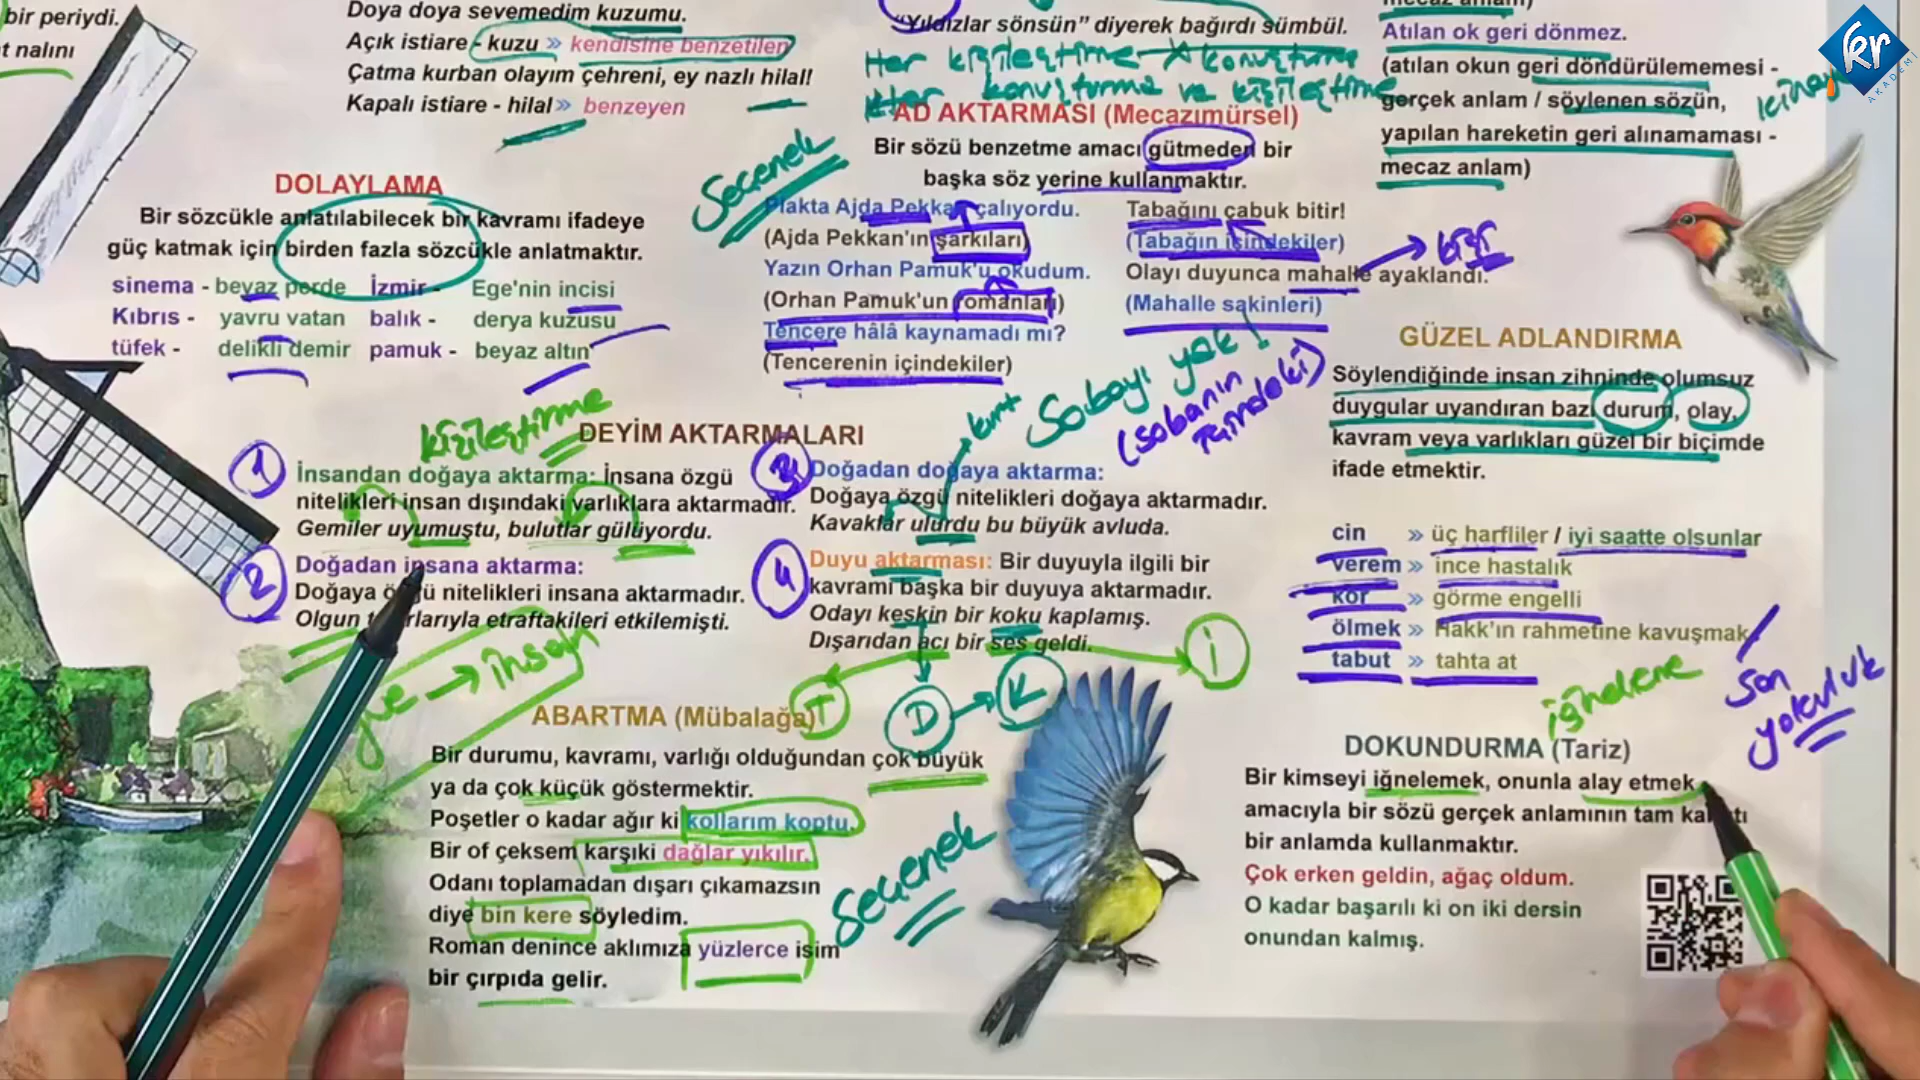 bir periydi.
nalını
Doya doya sevemedim kuzumu.
Açık istiare - kuzu » kendisine benzetilen
Çatma kurban olayım çehreni, ey nazlı hilal!
Kapalı istiare - hilal » benzeyen
DOLAYLAMA
Bir sözcükle anlatılabilecek bir kavramı ifadeye
güç katmak için birden fazla sözcükle anlatmaktır.
sinema - beyaz perde İzmir - Ege'nin incisi
Kıbrıs - yavru vatan balık - derya kuzusu
tüfek - delikli demir pamuk - beyaz altın
"Yıldızlar sönsün" diyerek bağırdı sümbül.
Her kişileştirme konuşturma
Her konuşturma ve kişileştirme
AD AKTARMASI (Mecazımürsel)
Seçenek
Bir sözü benzetme amacı gütmeden bir
başka söz yerine kullanmaktır.
Plakta Ajda Pekkan çalıyordu.
(Ajda Pekkan'ın şarkıları)
Yazın Orhan Pamuk'u okudum.
(Orhan Pamuk'un romanları)
Tencere hâlâ kaynamadı mı?
(Tencerenin içindekiler)
Tabağını çabuk bitir!
(Tabağın içindekiler)
Olayı duyunca mahalle ayaklandı.
(Mahalle sakinleri)
Sobayı yak!
(sobanın içindeki)
mecaz anlam)
Atılan ok geri dönmez.
(atılan okun geri döndürülememesi -
gerçek anlam / söylenen sözün,
yapılan hareketin geri alınamaması -
mecaz anlam)
kr
AKADEMİ
GÜZEL ADLANDIRMA
Söylendiğinde insan zihninde olumsuz
duygular uyandıran bazı durum, olay,
kavram veya varlıkları güzel bir biçimde
ifade etmektir.
cin » üç harfliler / iyi saatte olsunlar
verem » ince hastalık
kör » görme engelli
ölmek » Hakk'ın rahmetine kavuşmak
tabut » tahta at
son yolculuk
kişileştirme
DEYİM AKTARMALARI
1 İnsandan doğaya aktarma: İnsana özgü
nitelikleri insan dışındaki varlıklara aktarmadır.
Gemiler uyumuştu, bulutlar gülüyordu.
2 Doğadan insana aktarma:
Doğaya özgü nitelikleri insana aktarmadır.
Olgun etraftakileri etkilemişti.
→ insan
3 Doğadan doğaya aktarma:
kurt
Doğaya özgü nitelikleri doğaya aktarmadır.
Kavaklar ulurdu bu büyük avluda.
4 Duyu aktarması: Bir duyuyla ilgili bir
kavramı başka bir duyuya aktarmadır.
Odayı keskin bir koku kaplamış.
Dışarıdan acı bir ses geldi.
T D → K İ
ABARTMA (Mübalağa)
Bir durumu, kavramı, varlığı olduğundan çok büyük
ya da çok küçük göstermektir.
Poşetler o kadar ağır ki kollarım koptu.
Bir of çeksem karşıki dağlar yıkılır.
Odanı toplamadan dışarı çıkamazsın
diye bin kere söyledim.
Roman denince aklımıza yüzlerce isim
bir çırpıda gelir.
Seçenek
iğneleme
DOKUNDURMA (Tariz)
Bir kimseyi iğnelemek, onunla alay etmek
amacıyla bir sözü gerçek anlamının tam
bir anlamda kullanmaktır.
Çok erken geldin, ağaç oldum.
O kadar başarılı ki on iki dersin
onundan kalmış.